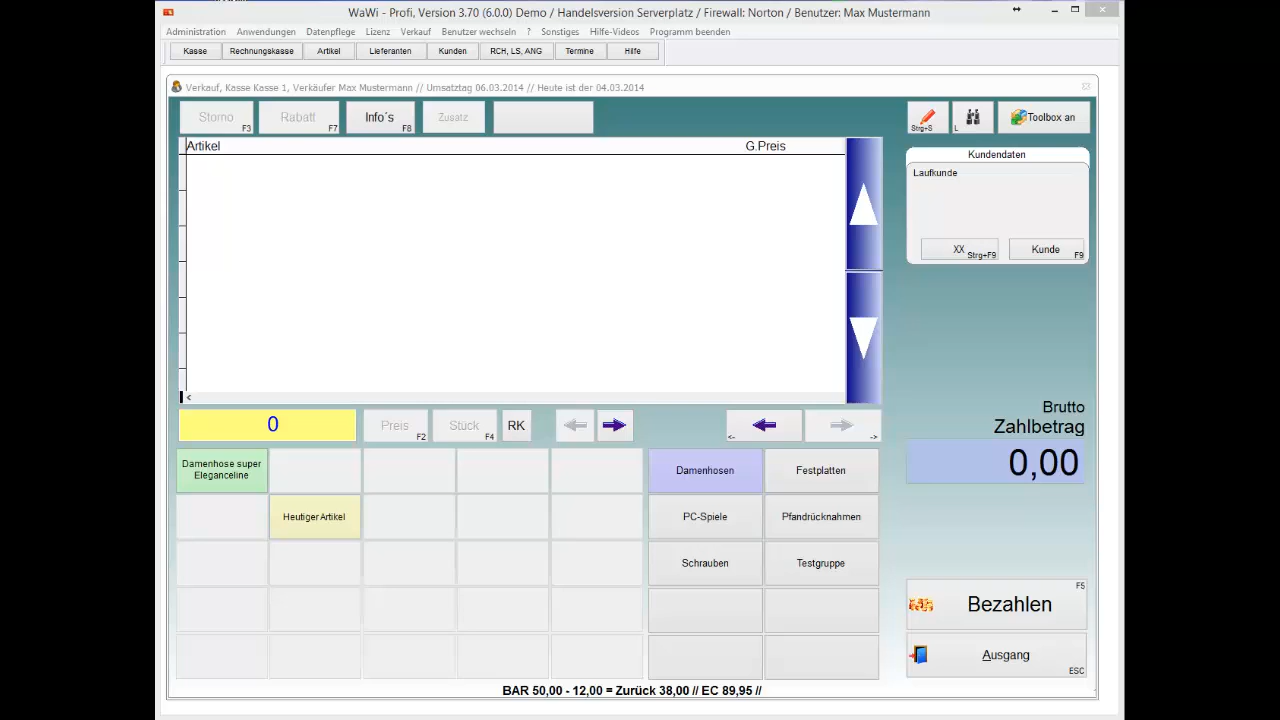 WaWi - Profi, Version 3.70 (6.0.0) Demo / Handelsversion Serverplatz / Firewall: Norton / Benutzer: Max Mustermann
Administration Anwendungen Datenpflege Lizenz Verkauf Benutzer wechseln ? Sonstiges Hilfe-Videos Programm beenden
Kasse Rechnungskasse Artikel Lieferanten Kunden RCH, LS, ANG Termine Hilfe
Verkauf, Kasse Kasse 1, Verkäufer Max Mustermann // Umsatztag 06.03.2014 // Heute ist der 04.03.2014
Storno F3 Rabatt F7 Info´s F8 Zusatz Strg+S L Toolbox an
Artikel G.Preis
Kundendaten
Laufkunde
XX Strg+F9 Kunde F9
<
Brutto
Zahlbetrag
0,00
0 Preis F2 Stück F4 RK <- ->
Damenhose super
Eleganceline
Damenhosen Festplatten
Heutiger Artikel PC-Spiele Pfandrücknahmen
Schrauben Testgruppe
Bezahlen F5
Ausgang ESC
BAR 50,00 - 12,00 = Zurück 38,00 // EC 89,95 //